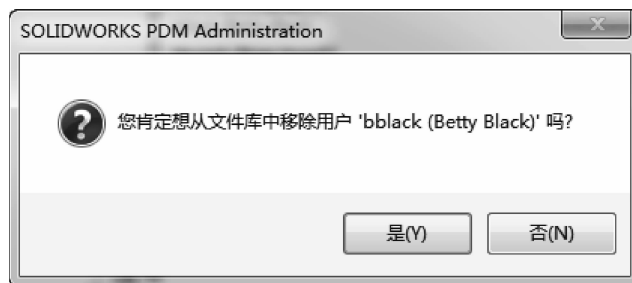 SOLIDWORKS PDM Administration
您肯定想从文件库中移除用户 'bblack (Betty Black)' 吗?
是(Y) 否(N)